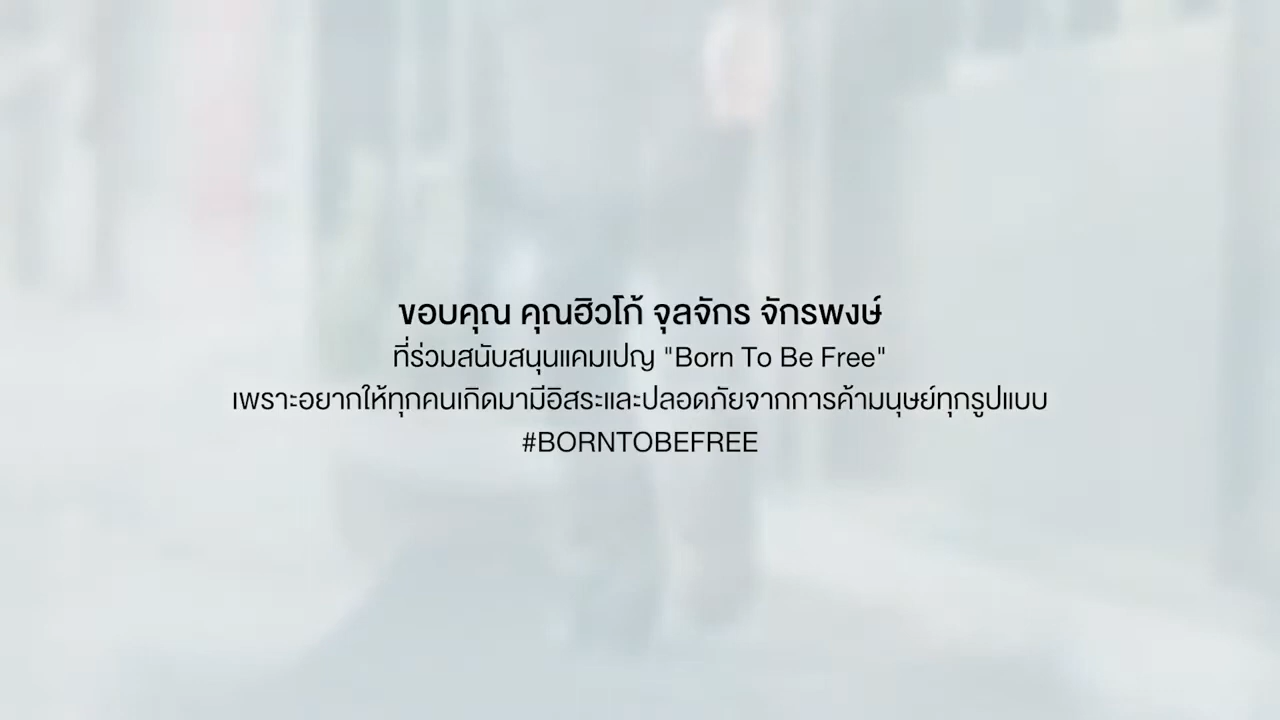 ขอบคุณ คุณฮิวโก้ จุลจักร จักรพงษ์
ที่ร่วมสนับสนุนแคมเปญ "Born To Be Free"
เพราะอยากให้ทุกคนเกิดมามีอิสระและปลอดภัยจากการค้ามนุษย์ทุกรูปแบบ
#BORNTOBEFREE